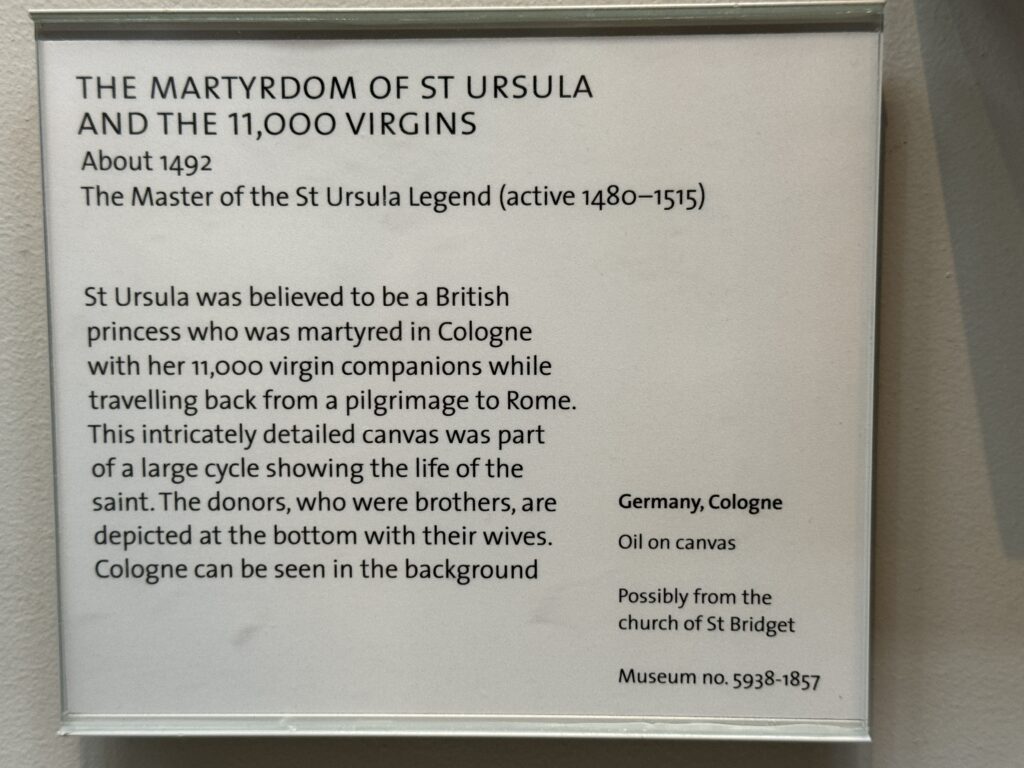 THE MARTYRDOM OF ST URSULA
AND THE 11,000 VIRGINS
About 1492
The Master of the St Ursula Legend (active 1480–1515)
St Ursula was believed to be a British
princess who was martyred in Cologne
with her 11,000 virgin companions while
travelling back from a pilgrimage to Rome.
This intricately detailed canvas was part
of a large cycle showing the life of the
saint. The donors, who were brothers, are
depicted at the bottom with their wives.
Cologne can be seen in the background
Germany, Cologne
Oil on canvas
Possibly from the
church of St Bridget
Museum no. 5938-1857